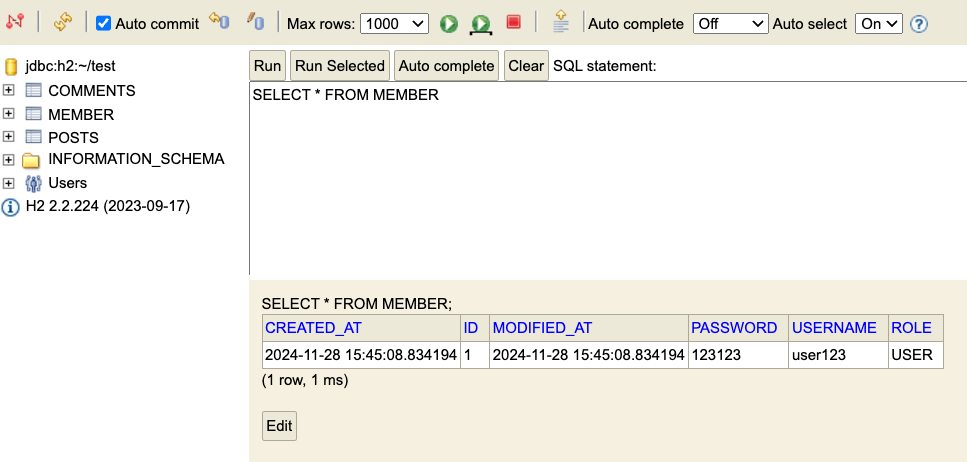 Auto commit Max rows: 1000 Auto complete Off Auto select On ?
jdbc:h2:~/test
COMMENTS
MEMBER
POSTS
INFORMATION_SCHEMA
Users
H2 2.2.224 (2023-09-17)
Run Run Selected Auto complete Clear SQL statement:
SELECT * FROM MEMBER
SELECT * FROM MEMBER;
CREATED_AT ID MODIFIED_AT PASSWORD USERNAME ROLE
2024-11-28 15:45:08.834194 1 2024-11-28 15:45:08.834194 123123 user123 USER
(1 row, 1 ms)
Edit